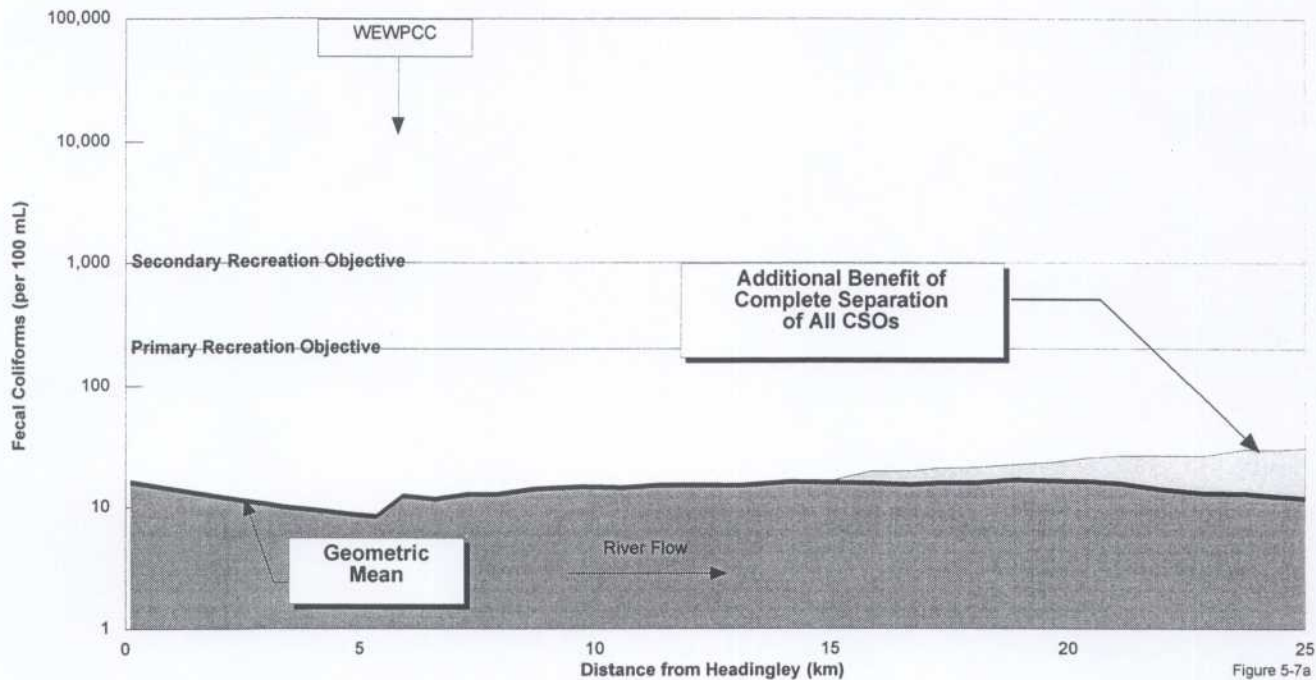 100,000
WEWPCC
10,000
Fecal Coliforms (per 100 mL)
1,000
Secondary Recreation Objective
Additional Benefit of
Complete Separation
of All CSOs
Primary Recreation Objective
100
10
Geometric
Mean
River Flow
1
0
5
10
15
20
25
Distance from Headingley (km)
Figure 5-7a